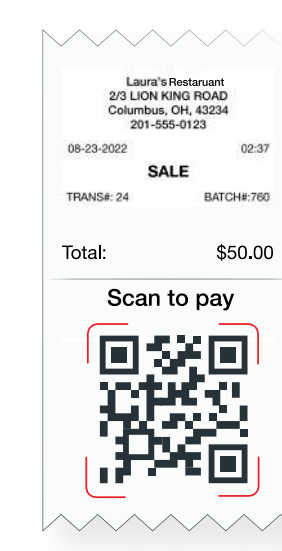 Laura's Restaruant
2/3 LION KING ROAD
Columbus, OH, 43234
201-555-0123
08-23-2022 02:37
SALE
TRANS#: 24 BATCH#:760
Total: $50.00
Scan to pay